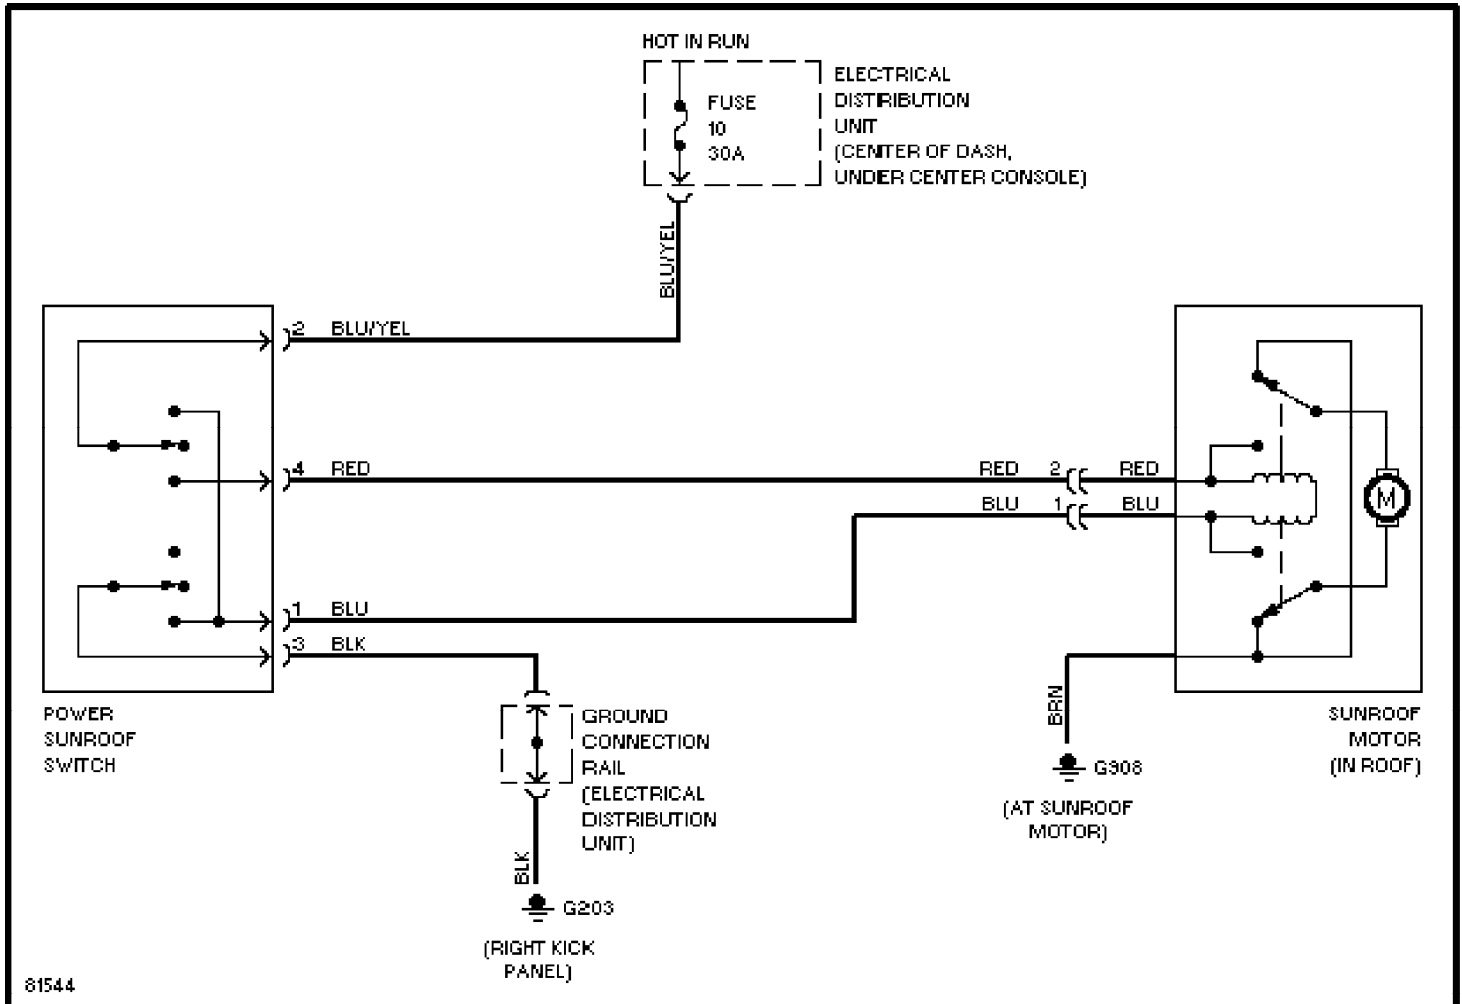 HOT IN RUN
FUSE
10
30A
ELECTRICAL
DISTRIBUTION
UNIT
(CENTER OF DASH,
UNDER CENTER CONSOLE)
BLU/YEL
2 BLU/YEL
4 RED
RED 2 RED
BLU 1 BLU
M
1 BLU
3 BLK
POWER
SUNROOF
SWITCH
GROUND
CONNECTION
RAIL
(ELECTRICAL
DISTRIBUTION
UNIT)
BLK
G203
(RIGHT KICK
PANEL)
BRN
G908
(AT SUNROOF
MOTOR)
SUNROOF
MOTOR
(IN ROOF)
81544